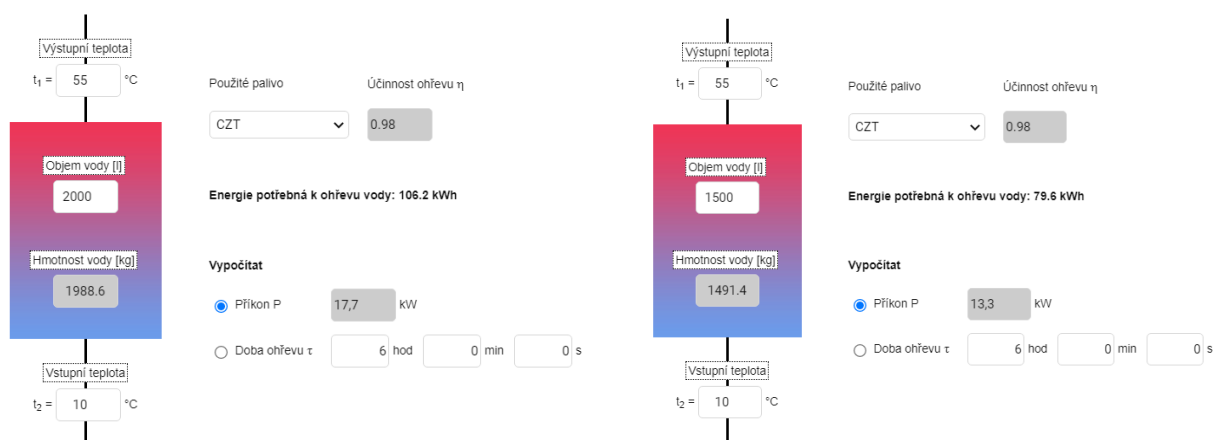 Výstupní teplota
t₁ = 55 °C
Použité palivo Účinnost ohřevu η
CZT 0.98
Objem vody [l]
2000
Energie potřebná k ohřevu vody: 106.2 kWh
Hmotnost vody [kg]
1988.6
Vypočítat
Příkon P 17,7 kW
Doba ohřevu τ 6 hod 0 min 0 s
Vstupní teplota
t₂ = 10 °C
Výstupní teplota
t₁ = 55 °C
Použité palivo Účinnost ohřevu η
CZT 0.98
Objem vody [l]
1500
Energie potřebná k ohřevu vody: 79.6 kWh
Hmotnost vody [kg]
1491.4
Vypočítat
Příkon P 13,3 kW
Doba ohřevu τ 6 hod 0 min 0 s
Vstupní teplota
t₂ = 10 °C